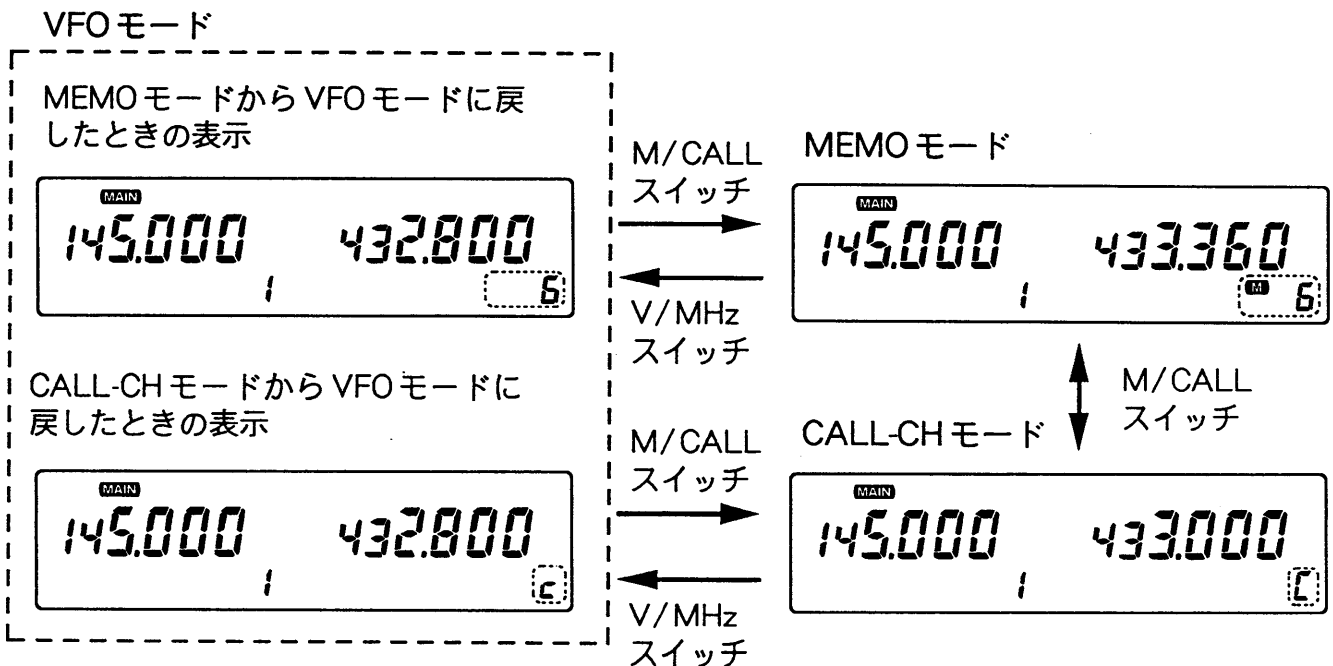 VFOモード
MEMOモードからVFOモードに戻
したときの表示
MAIN
145.000 432.800
1 6
M/CALL
スイッチ
V/MHz
スイッチ
MEMOモード
MAIN
145.000 433.360
1 M 6
CALL-CHモードからVFOモードに
戻したときの表示
MAIN
145.000 432.800
1 c
M/CALL
スイッチ
V/MHz
スイッチ
M/CALL
スイッチ
CALL-CHモード
MAIN
145.000 433.000
1 C